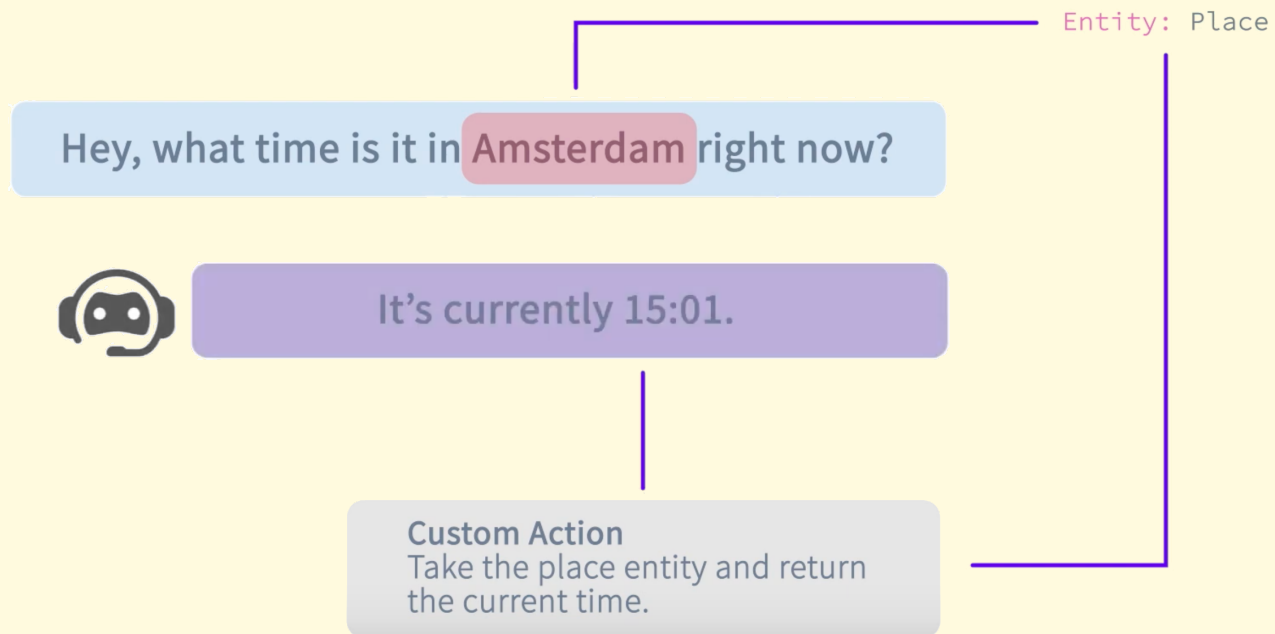 Entity: Place
Hey, what time is it in Amsterdam right now?
It’s currently 15:01.
Custom Action
Take the place entity and return
the current time.